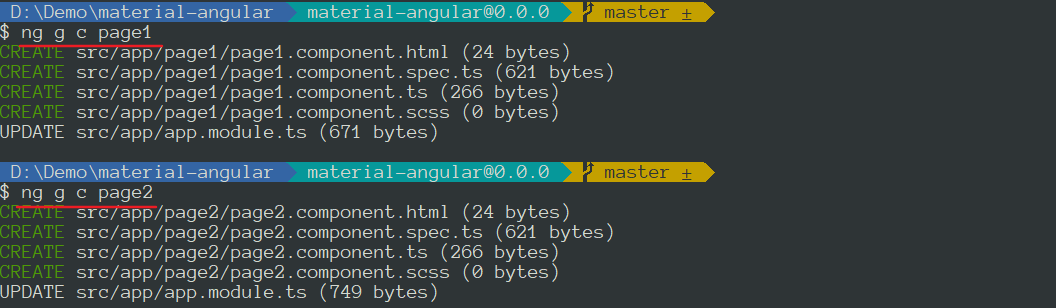 D:\Demo\material-angular material-angular@0.0.0 master ±
$ ng g c page1
CREATE src/app/page1/page1.component.html (24 bytes)
CREATE src/app/page1/page1.component.spec.ts (621 bytes)
CREATE src/app/page1/page1.component.ts (266 bytes)
CREATE src/app/page1/page1.component.scss (0 bytes)
UPDATE src/app/app.module.ts (671 bytes)
D:\Demo\material-angular material-angular@0.0.0 master ±
$ ng g c page2
CREATE src/app/page2/page2.component.html (24 bytes)
CREATE src/app/page2/page2.component.spec.ts (621 bytes)
CREATE src/app/page2/page2.component.ts (266 bytes)
CREATE src/app/page2/page2.component.scss (0 bytes)
UPDATE src/app/app.module.ts (749 bytes)